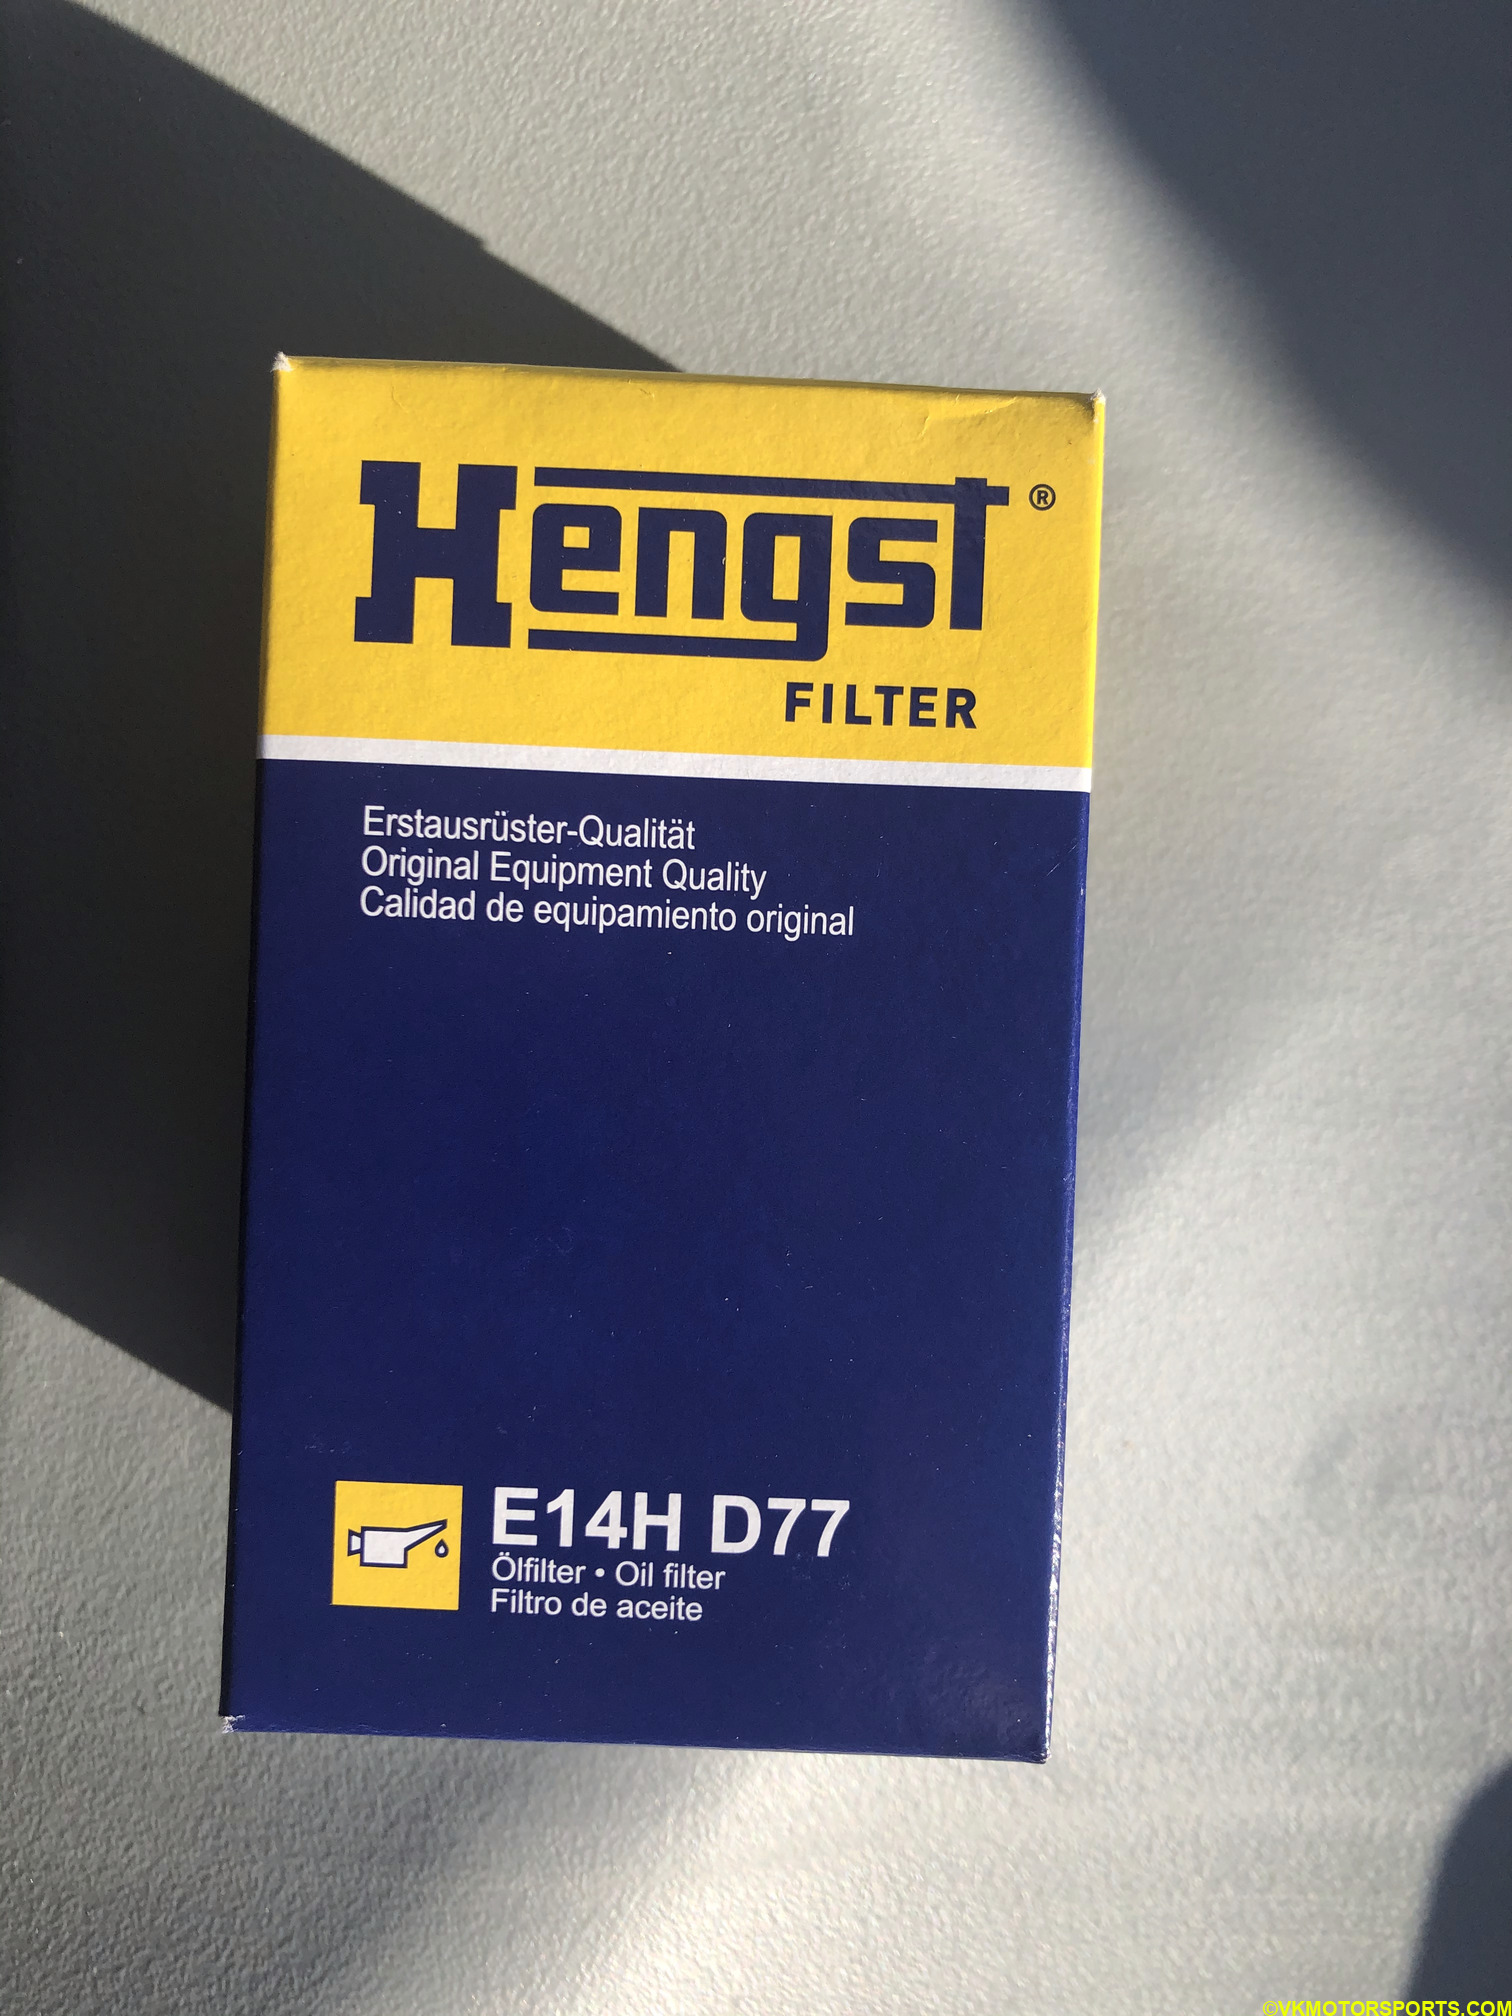 Hengst®
FILTER
Erstausrüster-Qualität
Original Equipment Quality
Calidad de equipamiento original
E14H D77
Ölfilter • Oil filter
Filtro de aceite
©VKMOTORSPORTS.COM